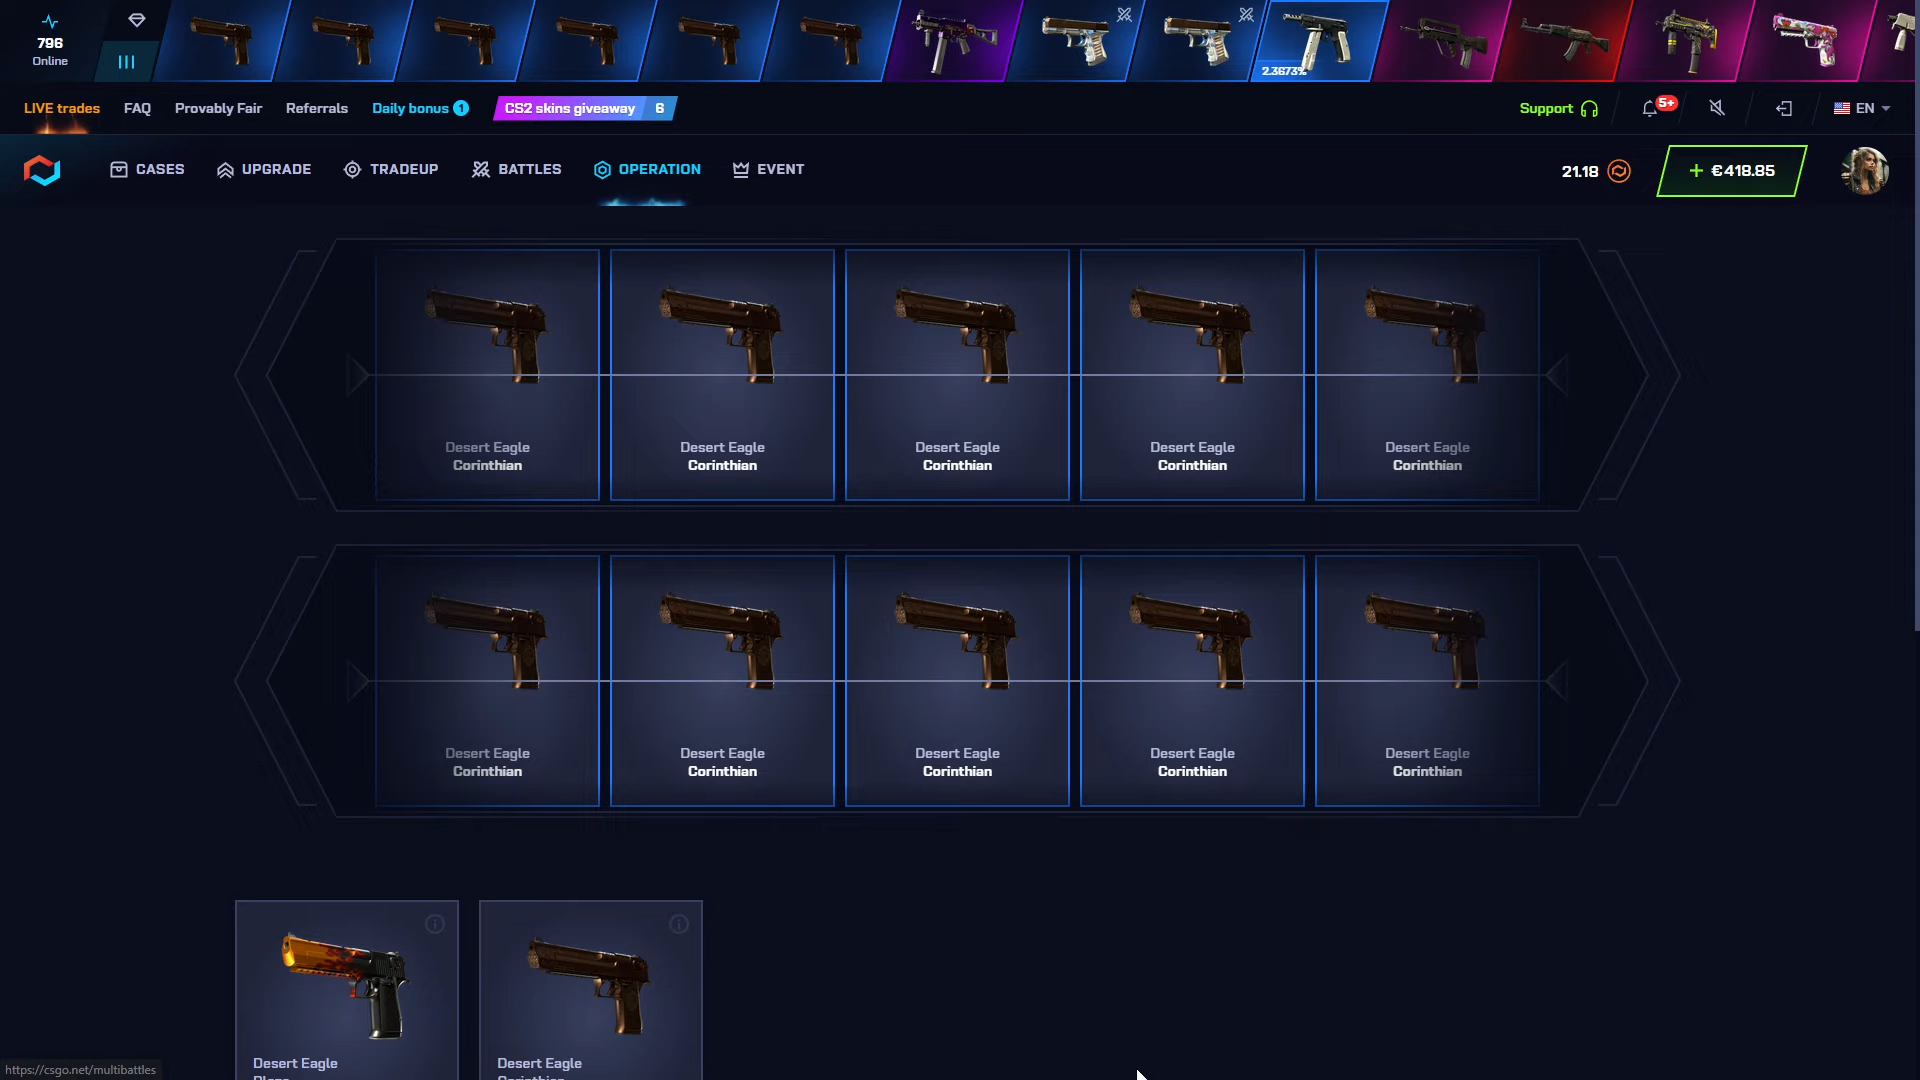 796
Online
2.3673%
LIVE trades
FAQ
Provably Fair
Referrals
Daily bonus 1
CS2 skins giveaway 6
Support
5+
EN
CASES
UPGRADE
TRADEUP
BATTLES
OPERATION
EVENT
21.18
+ €418.85
Desert Eagle
Corinthian
Desert Eagle
Corinthian
Desert Eagle
Corinthian
Desert Eagle
Corinthian
Desert Eagle
Corinthian
Desert Eagle
Corinthian
Desert Eagle
Corinthian
Desert Eagle
Corinthian
Desert Eagle
Corinthian
Desert Eagle
Corinthian
Desert Eagle
Desert Eagle
Corinthian
https://csgo.net/multibattles